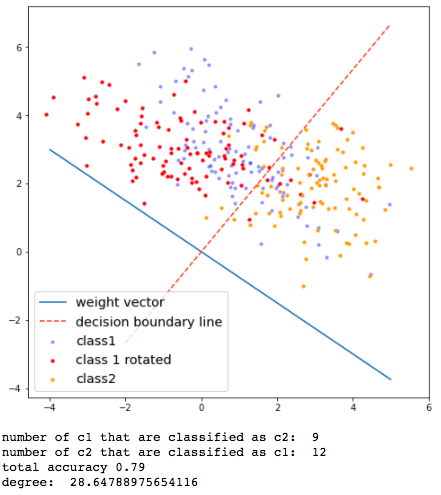 6
4
2
0
−2
−4
−4
−2
0
2
4
6
weight vector
decision boundary line
class1
class 1 rotated
class2
number of c1 that are classified as c2:  9
number of c2 that are classified as c1:  12
total accuracy 0.79
degree:  28.64788975654116